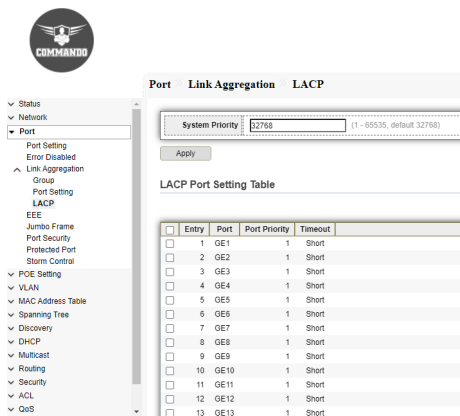 COMMANDO
Port Link Aggregation LACP
Status
Network
Port
Port Setting
Error Disabled
Link Aggregation
Group
Port Setting
LACP
EEE
Jumbo Frame
Port Security
Protected Port
Storm Control
POE Setting
VLAN
MAC Address Table
Spanning Tree
Discovery
DHCP
Multicast
Routing
Security
ACL
QoS
System Priority 32768 (1 - 65535, default 32768)
Apply
LACP Port Setting Table
Entry Port Port Priority Timeout
1 GE1 1 Short
2 GE2 1 Short
3 GE3 1 Short
4 GE4 1 Short
5 GE5 1 Short
6 GE6 1 Short
7 GE7 1 Short
8 GE8 1 Short
9 GE9 1 Short
10 GE10 1 Short
11 GE11 1 Short
12 GE12 1 Short
13 GE13 1 Short